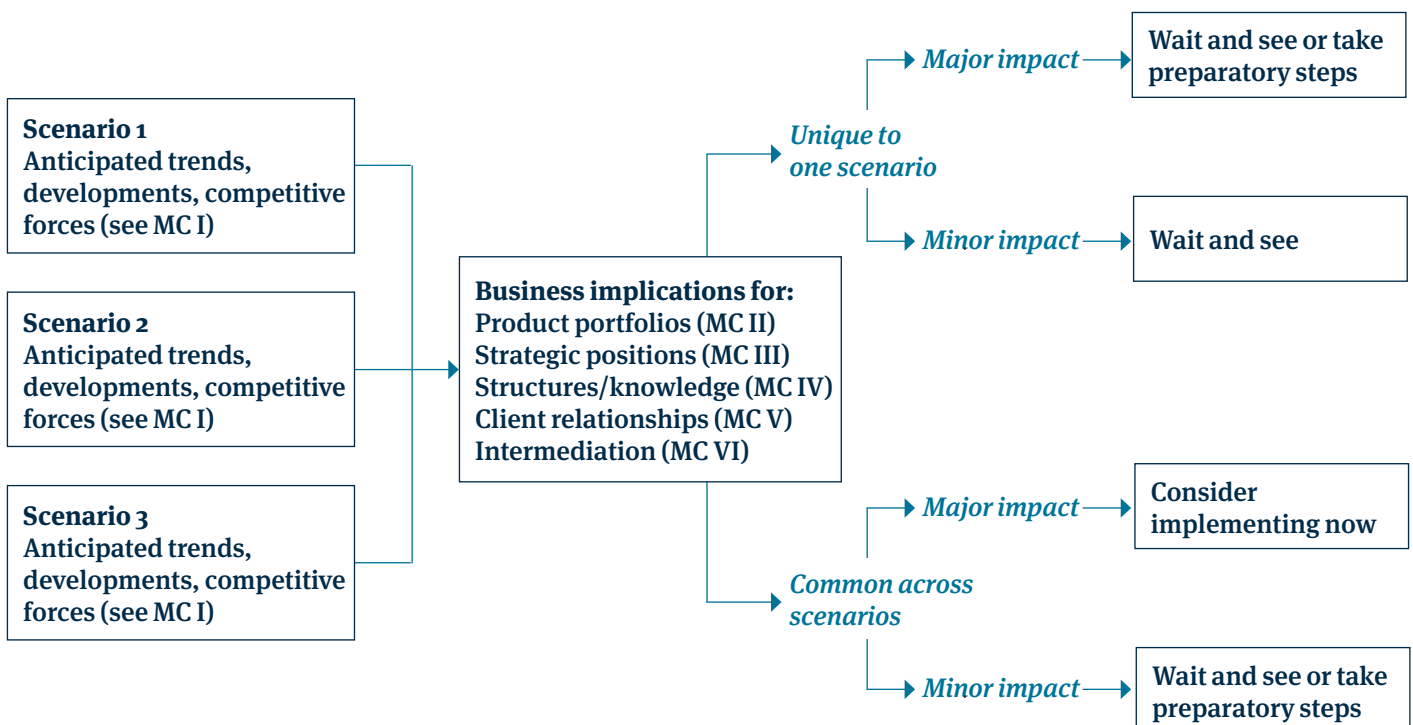 Scenario 1
Anticipated trends,
developments, competitive
forces (see MC I)
Scenario 2
Anticipated trends,
developments, competitive
forces (see MC I)
Scenario 3
Anticipated trends,
developments, competitive
forces (see MC I)
Business implications for:
Product portfolios (MC II)
Strategic positions (MC III)
Structures/knowledge (MC IV)
Client relationships (MC V)
Intermediation (MC VI)
Unique to
one scenario
Major impact
Wait and see or take
preparatory steps
Minor impact
Wait and see
Common across
scenarios
Major impact
Consider
implementing now
Minor impact
Wait and see or take
preparatory steps